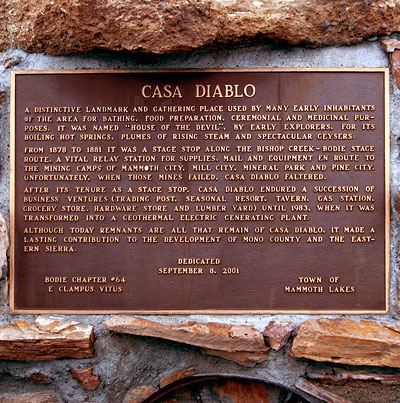 CASA DIABLO
A DISTINCTIVE LANDMARK AND GATHERING PLACE USED BY MANY EARLY INHABITANTS
OF THE AREA FOR BATHING, FOOD PREPARATION, CEREMONIAL AND MEDICINAL PUR-
POSES. IT WAS NAMED "HOUSE OF THE DEVIL", BY EARLY EXPLORERS, FOR ITS
BOILING HOT SPRINGS, PLUMES OF RISING STEAM AND SPECTACULAR GEYSERS.
FROM 1878 TO 1881 IT WAS A STAGE STOP ALONG THE BISHOP CREEK-BODIE STAGE
ROUTE, A VITAL RELAY STATION FOR SUPPLIES, MAIL AND EQUIPMENT EN ROUTE TO
THE MINING CAMPS OF MAMMOTH CITY, MILL CITY, MINERAL PARK AND PINE CITY.
UNFORTUNATELY, WHEN THOSE MINES FAILED, CASA DIABLO FALTERED.
AFTER ITS TENURE AS A STAGE STOP, CASA DIABLO ENDURED A SUCCESSION OF
BUSINESS VENTURES (TRADING POST, SEASONAL RESORT, TAVERN, GAS STATION,
GROCERY STORE, HARDWARE STORE AND LUMBER YARD) UNTIL 1983, WHEN IT WAS
TRANSFORMED INTO A GEOTHERMAL ELECTRIC GENERATING PLANT.
ALTHOUGH TODAY REMNANTS ARE ALL THAT REMAIN OF CASA DIABLO, IT MADE A
LASTING CONTRIBUTION TO THE DEVELOPMENT OF MONO COUNTY AND THE EAST-
ERN SIERRA.
DEDICATED
SEPTEMBER 8, 2001
BODIE CHAPTER #64
E CLAMPUS VITUS
TOWN OF
MAMMOTH LAKES